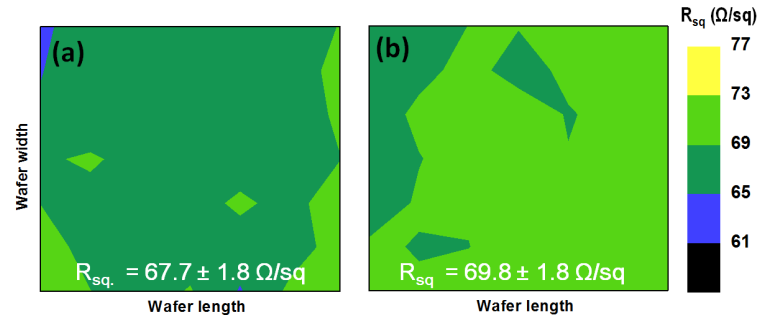 (a)
(b)
Rsq (Ω/sq)
77
73
69
65
61
Wafer width
Rsq. = 67.7 ± 1.8 Ω/sq
Rsq = 69.8 ± 1.8 Ω/sq
Wafer length
Wafer length